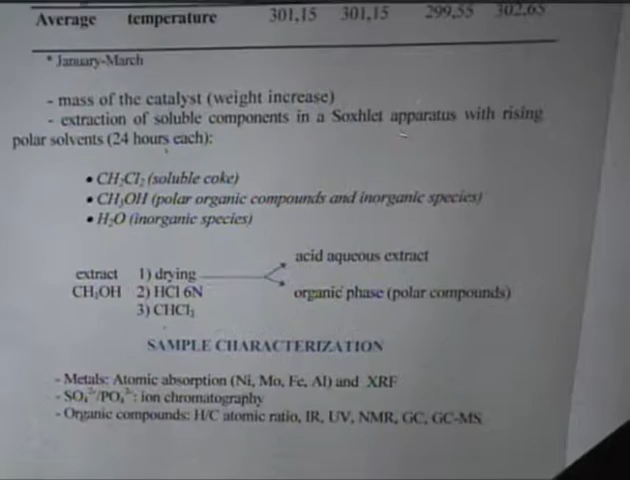 Average temperature 301,15 301,15 299,55 302,65
* January-March
- mass of the catalyst (weight increase)
- extraction of soluble components in a Soxhlet apparatus with rising
polar solvents (24 hours each):
• CH₂Cl₂ (soluble coke)
• CH₃OH (polar organic compounds and inorganic species)
• H₂O (inorganic species)
acid aqueous extract
extract 1) drying
CH₃OH 2) HCl 6N organic phase (polar compounds)
3) CHCl₃
SAMPLE CHARACTERIZATION
- Metals: Atomic absorption (Ni, Mo, Fe, Al) and XRF
- SO₄²⁻/PO₄³⁻: ion chromatography
- Organic compounds: H/C atomic ratio, IR, UV, NMR, GC, GC-MS